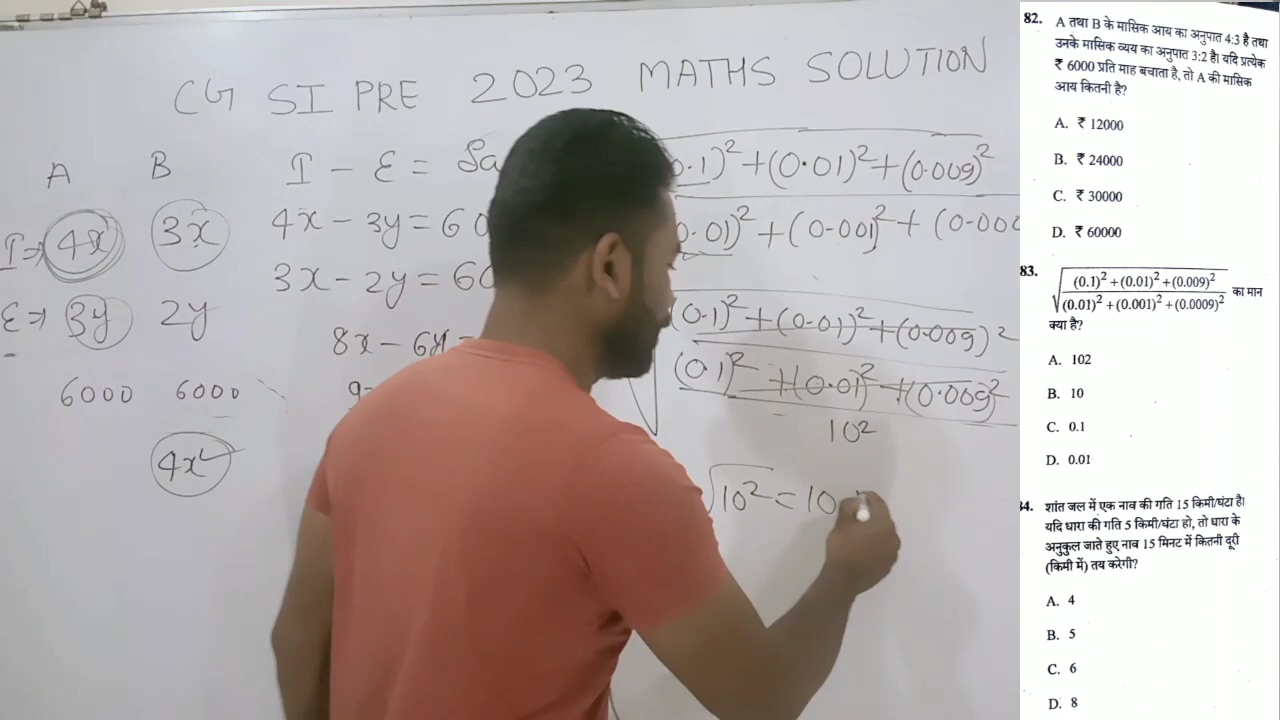 CG SI PRE 2023 MATHS SOLUTION
A B
I⇒ 4x 3x
ε⇒ 3y 2y
6000 6000
4x
I - ε = Sa
4x - 3y = 60
3x - 2y = 60
8x - 6y =
9
0.1)² + (0.01)² + (0.009)²
0.01)² + (0.001)² + (0.000
(0.1)² + (0.01)² + (0.009)²
(0.1)² + (0.01)² + (0.009)²
10²
√10² = 10
82. A तथा B के मासिक आय का अनुपात 4:3 है तथा
उनके मासिक व्यय का अनुपात 3:2 है। यदि प्रत्येक
₹ 6000 प्रति माह बचाता है, तो A की मासिक
आय कितनी है?
A. ₹ 12000
B. ₹ 24000
C. ₹ 30000
D. ₹ 60000
83. √(0.1)² + (0.01)² + (0.009)²
(0.01)² + (0.001)² + (0.0009)² का मान
क्या है?
A. 102
B. 10
C. 0.1
D. 0.01
34. शांत जल में एक नाव की गति 15 किमी/घंटा है।
यदि धारा की गति 5 किमी/घंटा हो, तो धारा के
अनुकुल जाते हुए नाव 15 मिनट में कितनी दूरी
(किमी में) तय करेगी?
A. 4
B. 5
C. 6
D. 8